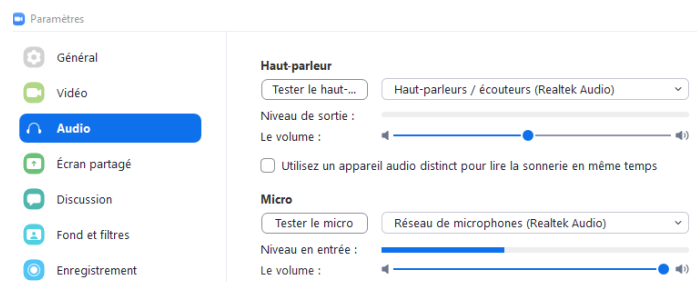 Paramètres
Général
Vidéo
Audio
Écran partagé
Discussion
Fond et filtres
Enregistrement
Haut-parleur
Tester le haut-... Haut-parleurs / écouteurs (Realtek Audio)
Niveau de sortie :
Le volume :
Utilisez un appareil audio distinct pour lire la sonnerie en même temps
Micro
Tester le micro Réseau de microphones (Realtek Audio)
Niveau en entrée :
Le volume :